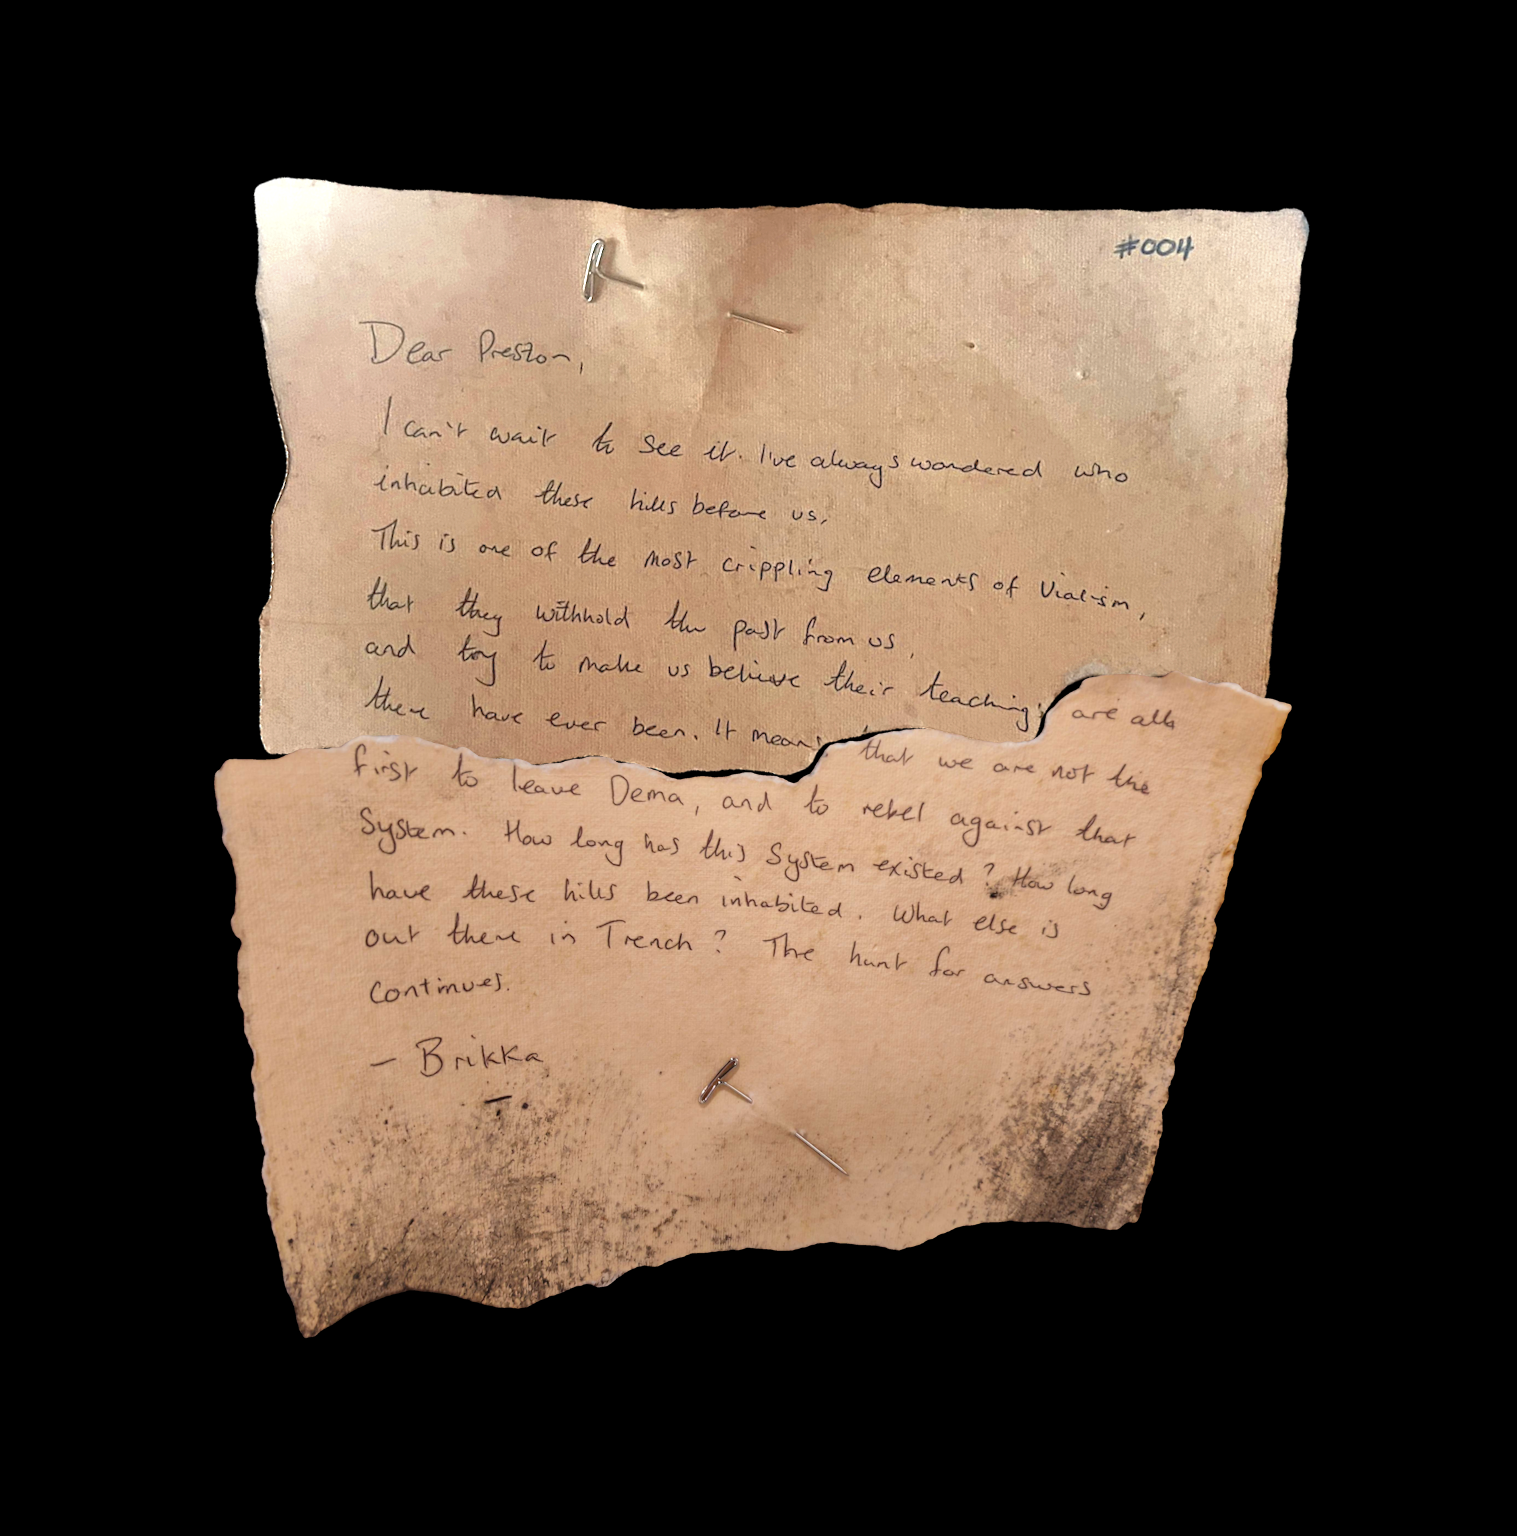 #004
Dear Preston,
I can't wait to see it. I've always wondered who
inhabited these hills before us,
This is one of the most crippling elements of Vialism,
that they withhold the past from us,
and try to make us believe their teachings are all
there have ever been. It means that we are not the
first to leave Dema, and to rebel against that
System. How long has this System existed? How long
have these hills been inhabited. What else is
out there in Trench? The hunt for answers
continues.
— Brikka